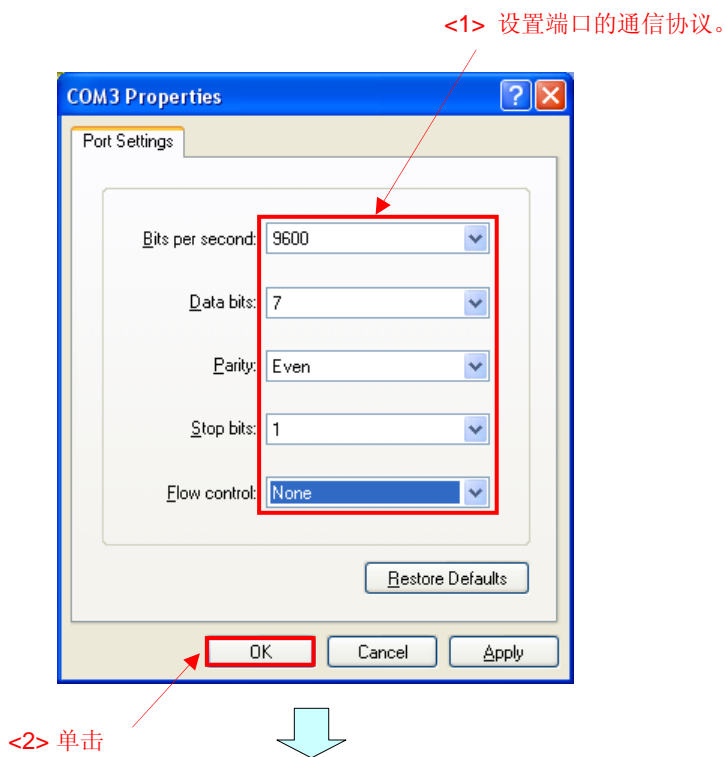 <1> 设置端口的通信协议。
COM3 Properties
Port Settings
Bits per second: 9600
Data bits: 7
Parity: Even
Stop bits: 1
Flow control: None
Restore Defaults
OK Cancel Apply
<2> 单击